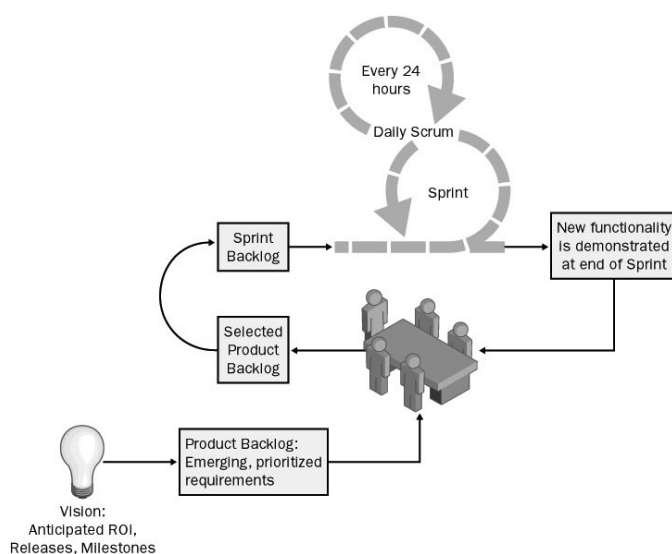 Every 24
hours
Daily Scrum
Sprint
Sprint
Backlog
New functionality
is demonstrated
at end of Sprint
Selected
Product
Backlog
Product Backlog:
Emerging, prioritized
requirements
Vision:
Anticipated ROI,
Releases, Milestones